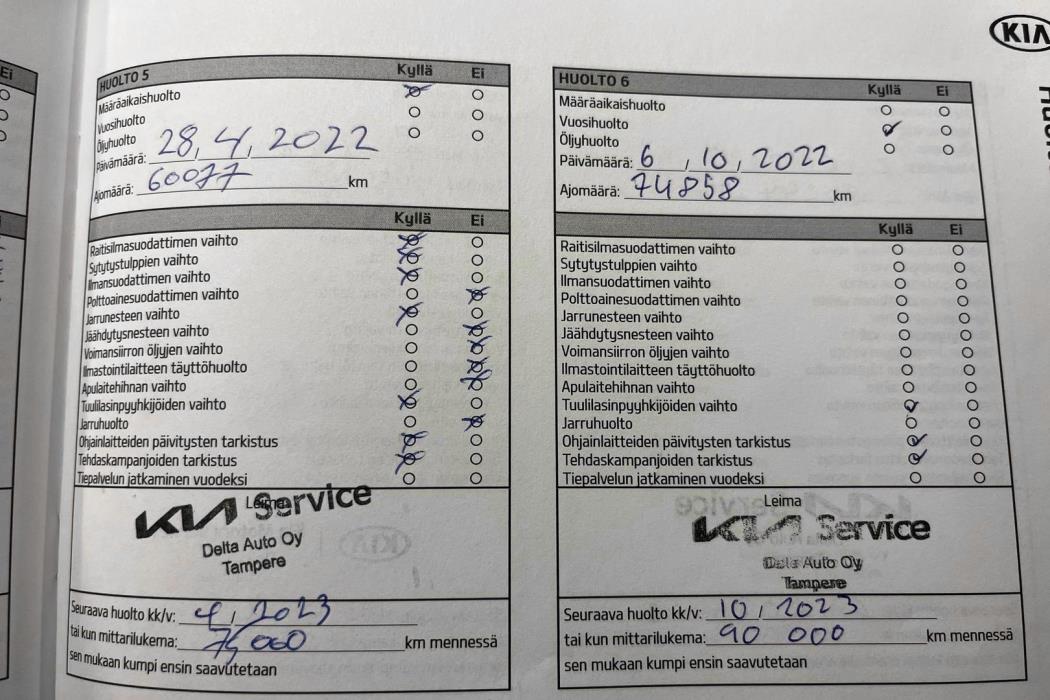 KIA
Ei
HUOLTO 5 Kyllä Ei
Määräaikaishuolto
Vuosihuolto
Öljyhuolto
Päivämäärä: 28, 4, 2022
Ajomäärä: 60077 km
Kyllä Ei
Raitisilmasuodattimen vaihto
Sytytystulppien vaihto
Ilmansuodattimen vaihto
Polttoainesuodattimen vaihto
Jarrunesteen vaihto
Jäähdytysnesteen vaihto
Voimansiirron öljyjen vaihto
Ilmastointilaitteen täyttöhuolto
Apulaitehihnan vaihto
Tuulilasinpyyhkijöiden vaihto
Jarruhuolto
Ohjainlaitteiden päivitysten tarkistus
Tehdaskampanjoiden tarkistus
Tiepalvelun jatkaminen vuodeksi
Leima
KIA Service
Delta Auto Oy
Tampere
Seuraava huolto kk/v: 4, 2023
tai kun mittarilukema: 75 000 km mennessä
sen mukaan kumpi ensin saavutetaan
HUOLTO 6 Kyllä Ei
Määräaikaishuolto
Vuosihuolto
Öljyhuolto
Päivämäärä: 6, 10, 2022
Ajomäärä: 74858 km
Kyllä Ei
Raitisilmasuodattimen vaihto
Sytytystulppien vaihto
Ilmansuodattimen vaihto
Polttoainesuodattimen vaihto
Jarrunesteen vaihto
Jäähdytysnesteen vaihto
Voimansiirron öljyjen vaihto
Ilmastointilaitteen täyttöhuolto
Apulaitehihnan vaihto
Tuulilasinpyyhkijöiden vaihto
Jarruhuolto
Ohjainlaitteiden päivitysten tarkistus
Tehdaskampanjoiden tarkistus
Tiepalvelun jatkaminen vuodeksi
Leima
KIA Service
Delta Auto Oy
Tampere
Seuraava huolto kk/v: 10, 2023
tai kun mittarilukema: 90 000 km mennessä
sen mukaan kumpi ensin saavutetaan